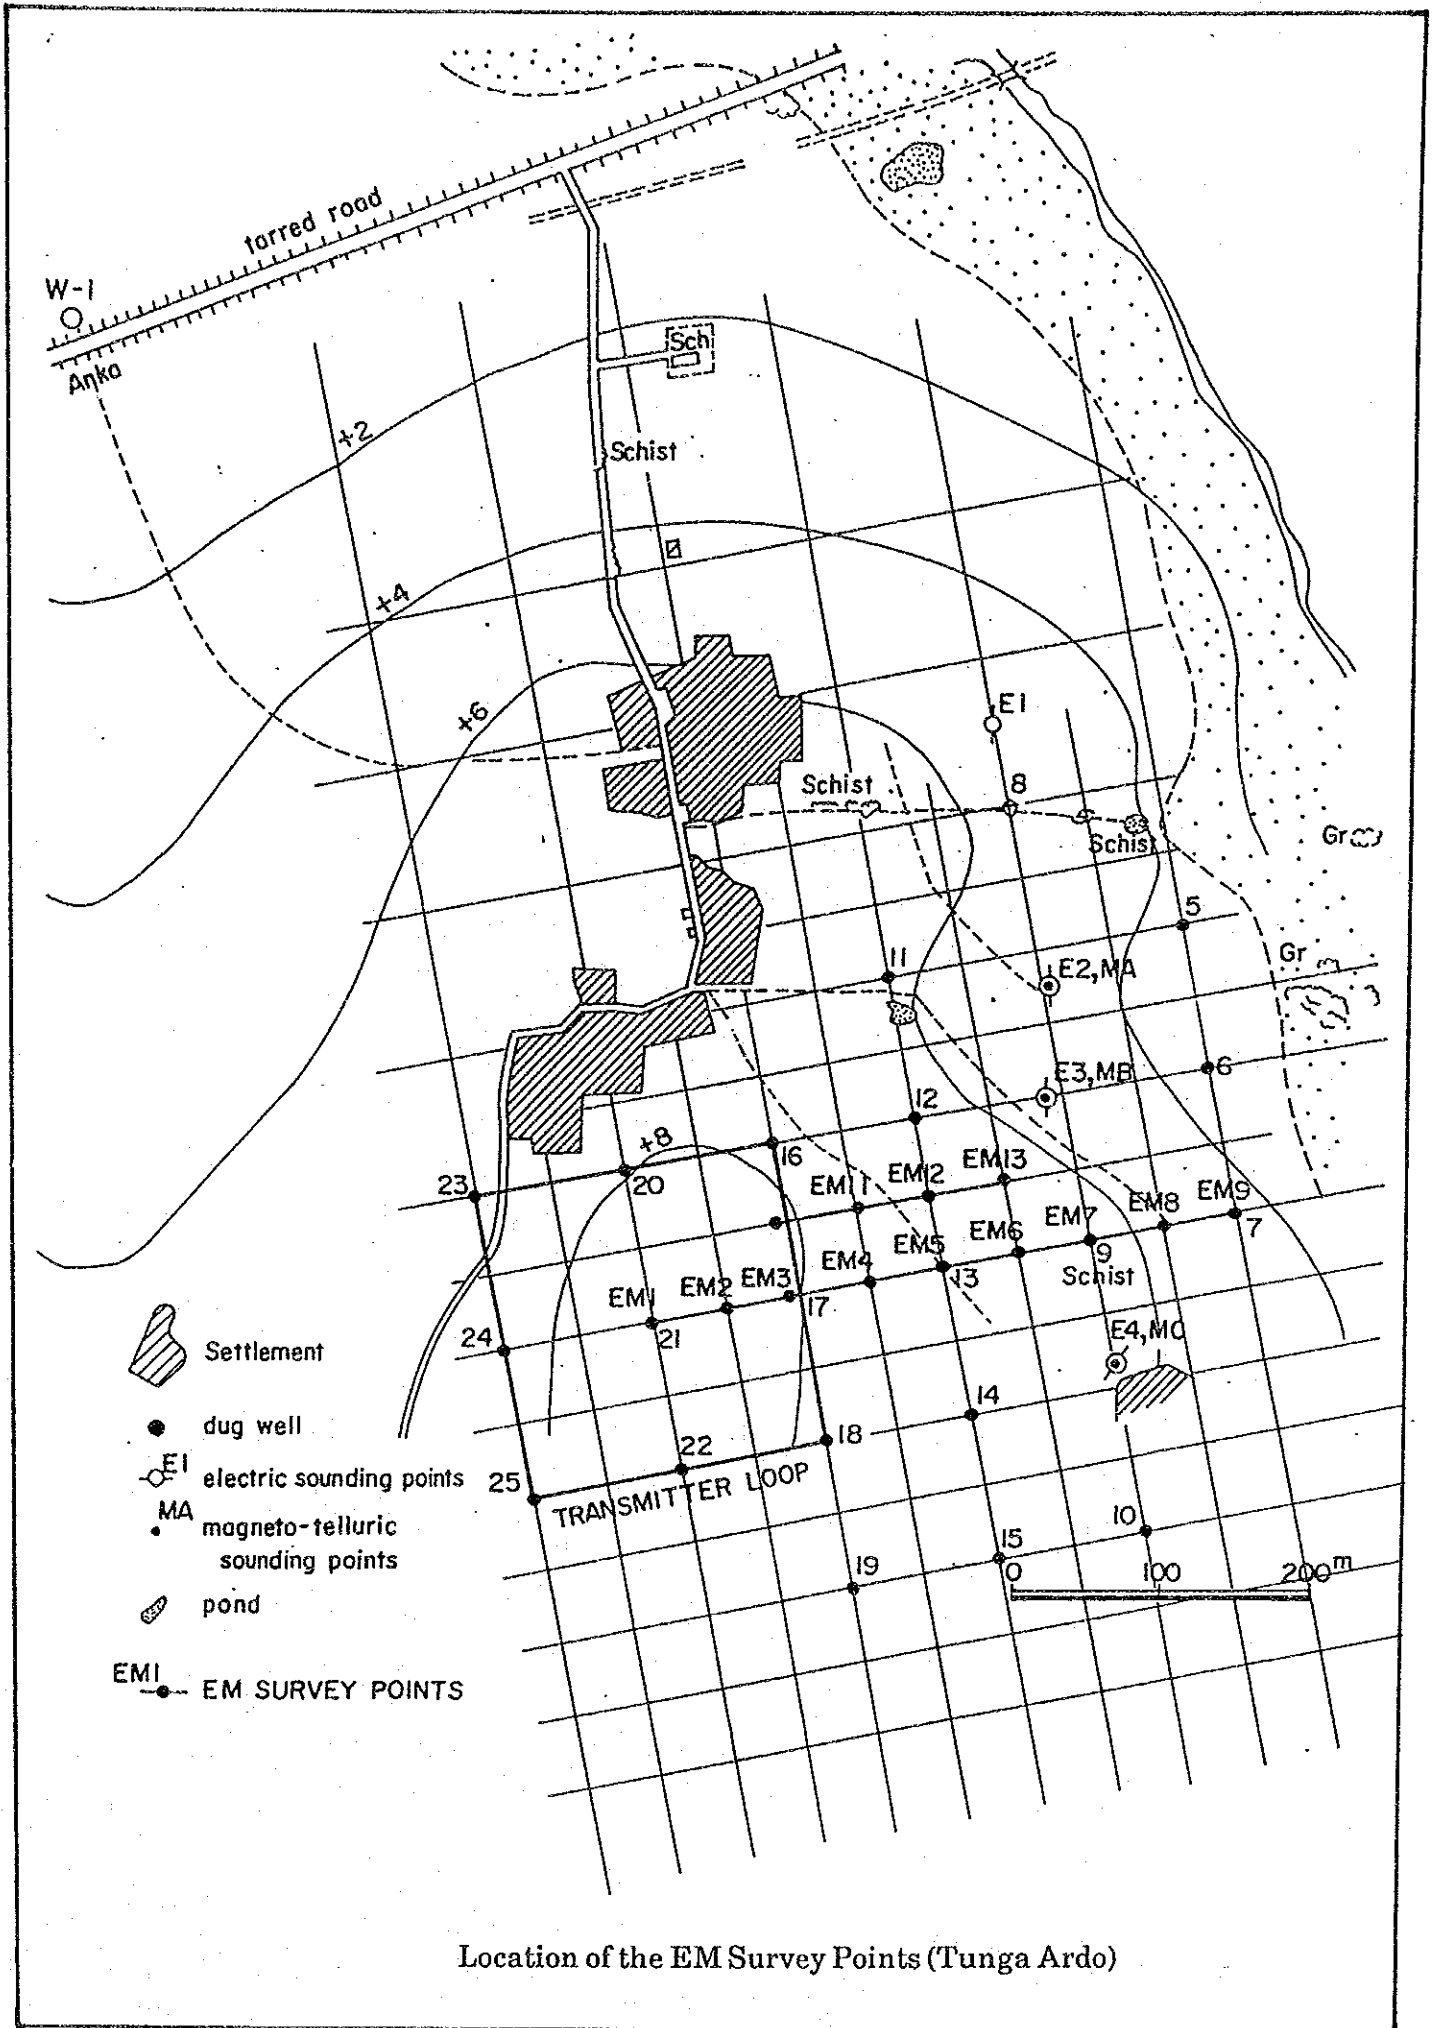 tarred road
W-1
Anka
Sch
+2
Schist
0
+4
+6
E1
Schist
8
Schist
Gr
5
11
E2,MA
Gr
E3,MB
6
12
+8
16
23
20
EM11
EM12
EM13
EM8
EM9
EM7
EM6
EM5
EM4
7
9
13
Schist
EM3
EM2
EM1
17
21
24
E4,MC
Settlement
14
dug well
18
22
E1
electric sounding points
25
TRANSMITTER LOOP
MA
magneto-telluric
sounding points
10
15
19
0 100 200m
pond
EM1
EM SURVEY POINTS
Location of the EM Survey Points (Tunga Ardo)